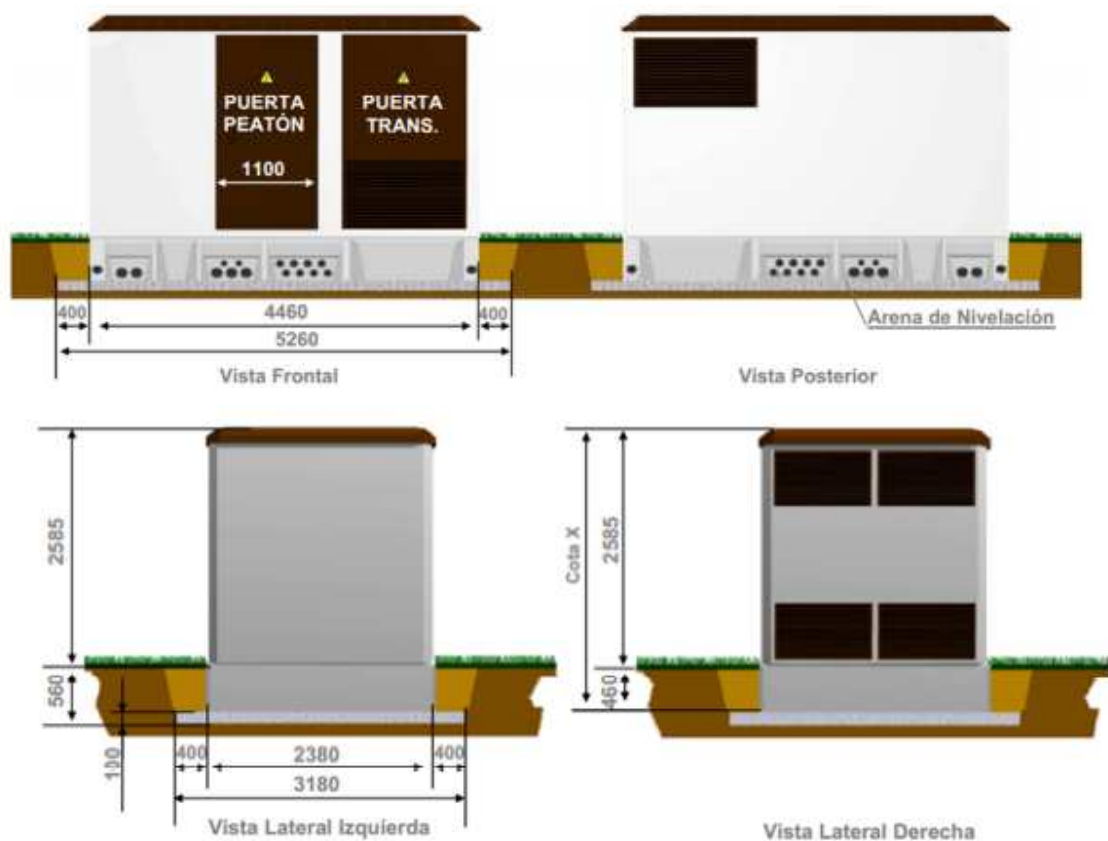 PUERTA
PEATÓN
1100
PUERTA
TRANS.
400
4460
400
5260
Arena de Nivelación
Vista Frontal
Vista Posterior
2585
560
100
400
2380
400
3180
Vista Lateral Izquierda
Cota X
2585
460
Vista Lateral Derecha